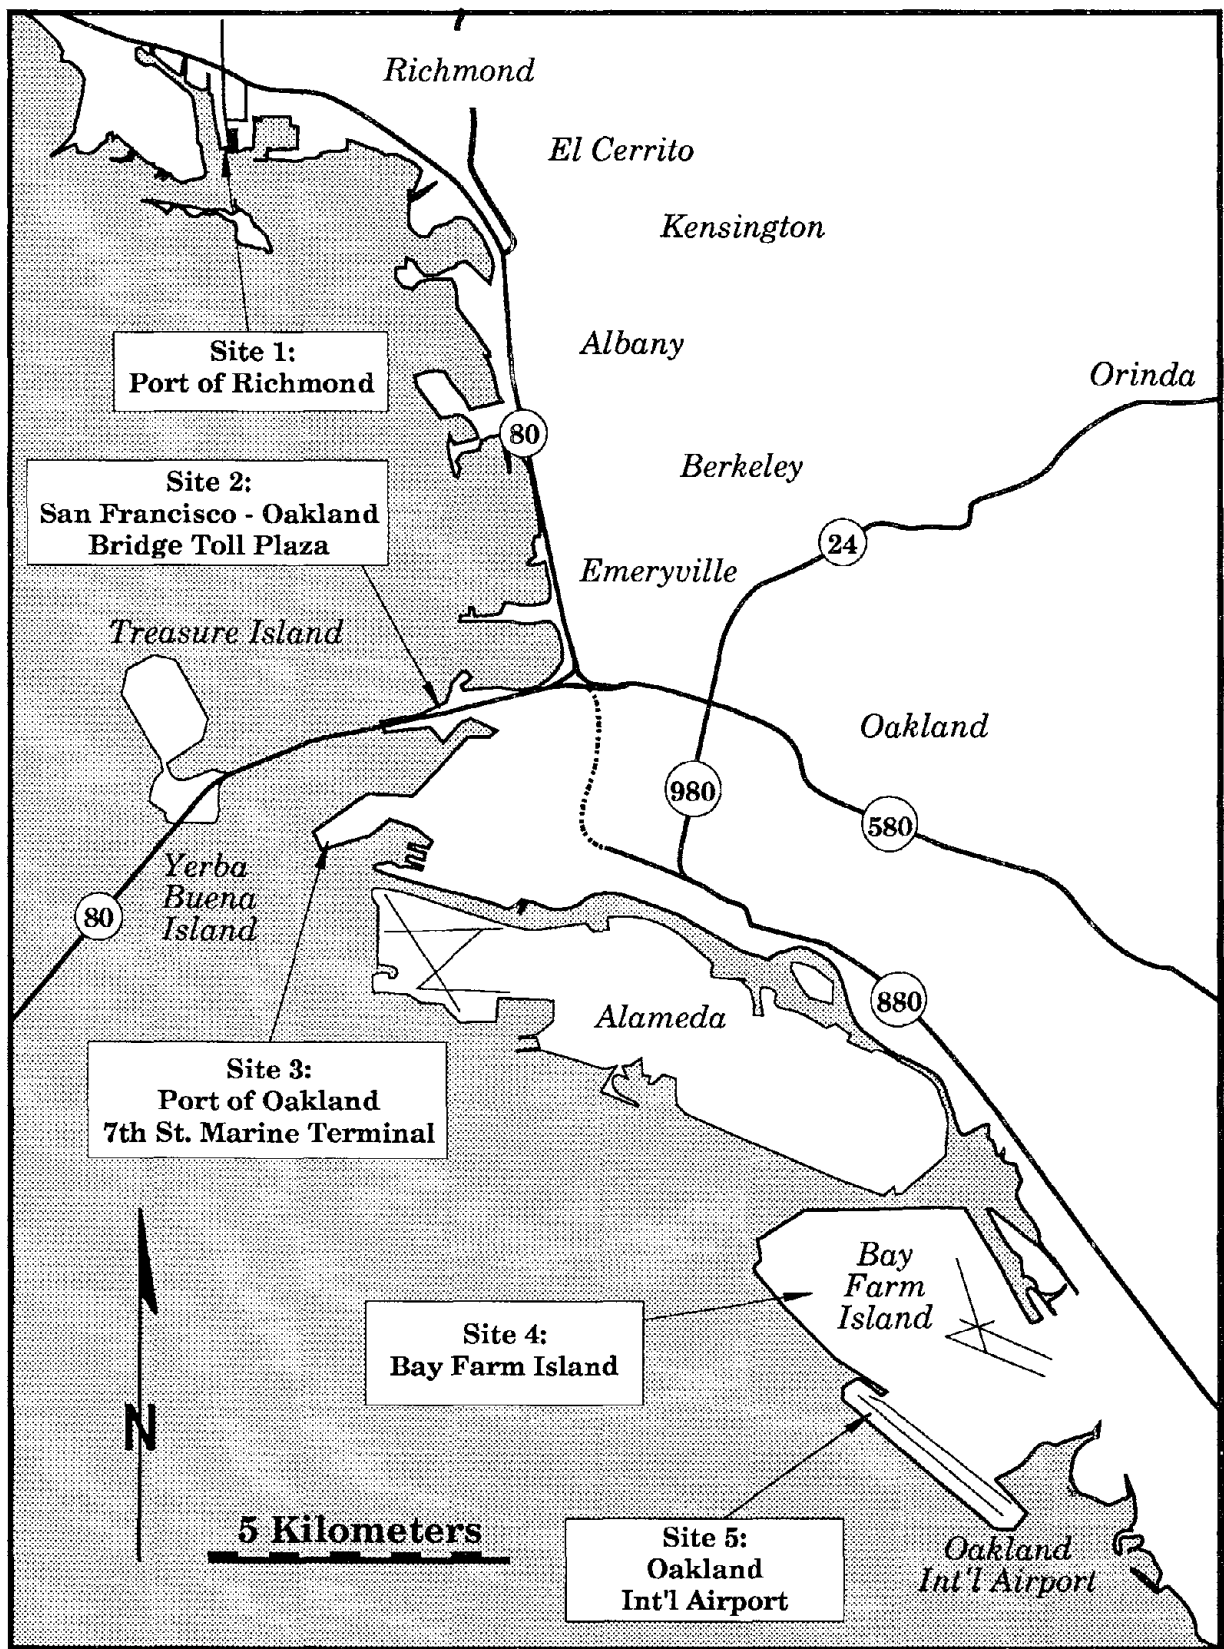 Richmond
El Cerrito
Kensington
Site 1:
Port of Richmond
Albany
Orinda
80
Berkeley
Site 2:
San Francisco - Oakland
Bridge Toll Plaza
24
Emeryville
Treasure Island
Oakland
980
580
Yerba
Buena
Island
80
880
Alameda
Site 3:
Port of Oakland
7th St. Marine Terminal
Bay
Farm
Island
Site 4:
Bay Farm Island
N
5 Kilometers
Site 5:
Oakland
Int'l Airport
Oakland
Int'l Airport